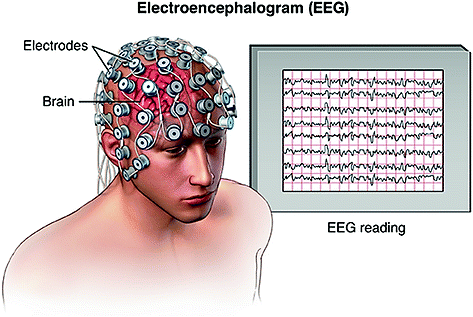 Electroencephalogram (EEG)
Electrodes
Brain
EEG reading